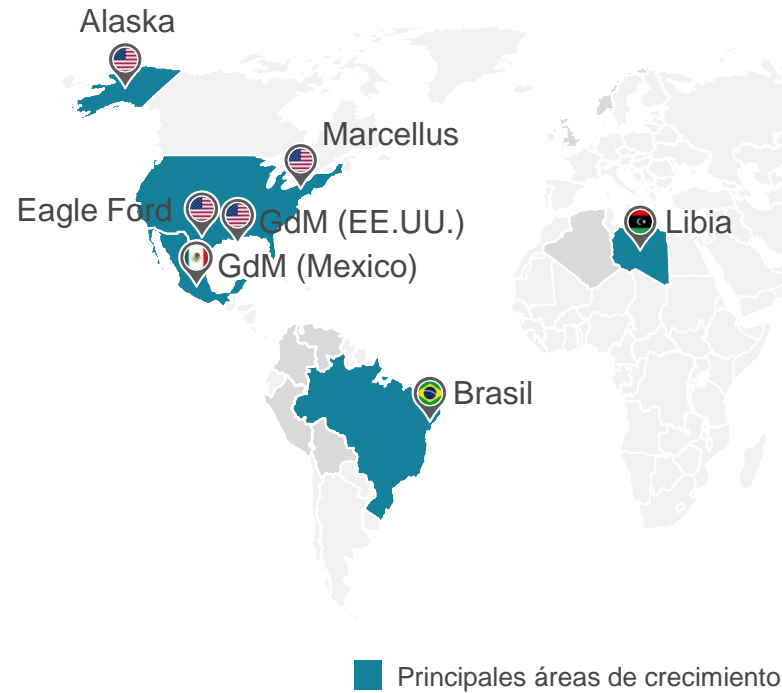 Alaska
Marcellus
Eagle Ford
GdM (EE.UU.)
Libia
GdM (Mexico)
Brasil
Principales áreas de crecimiento